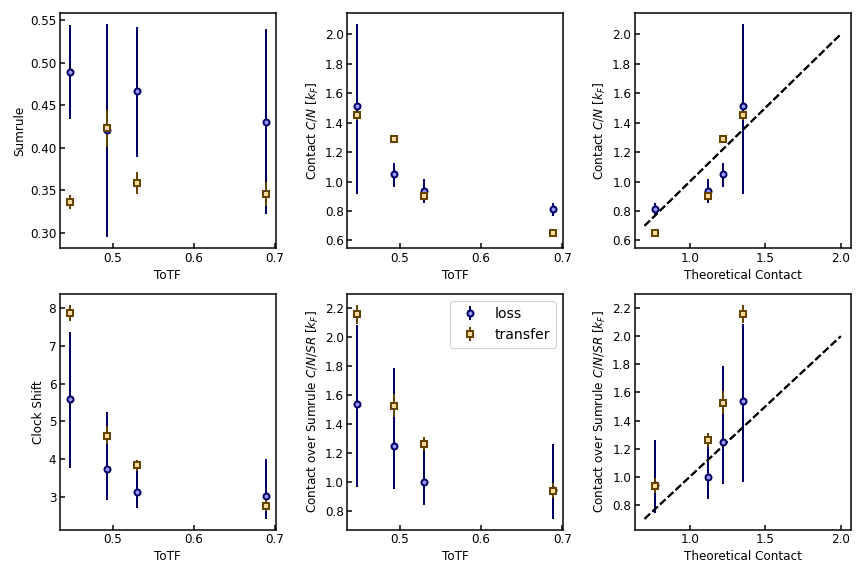 Sumrule
0.55
0.50
0.45
0.40
0.35
0.30
0.5 0.6 0.7
ToTF
Contact C/N [k_F]
2.0
1.8
1.6
1.4
1.2
1.0
0.8
0.6
0.5 0.6 0.7
ToTF
Contact C/N [k_F]
2.0
1.8
1.6
1.4
1.2
1.0
0.8
0.6
1.0 1.5 2.0
Theoretical Contact
Clock Shift
8
7
6
5
4
3
0.5 0.6 0.7
ToTF
Contact over Sumrule C/N/SR [k_F]
2.2
2.0
1.8
1.6
1.4
1.2
1.0
0.8
loss
transfer
0.5 0.6 0.7
ToTF
Contact over Sumrule C/N/SR [k_F]
2.2
2.0
1.8
1.6
1.4
1.2
1.0
0.8
1.0 1.5 2.0
Theoretical Contact